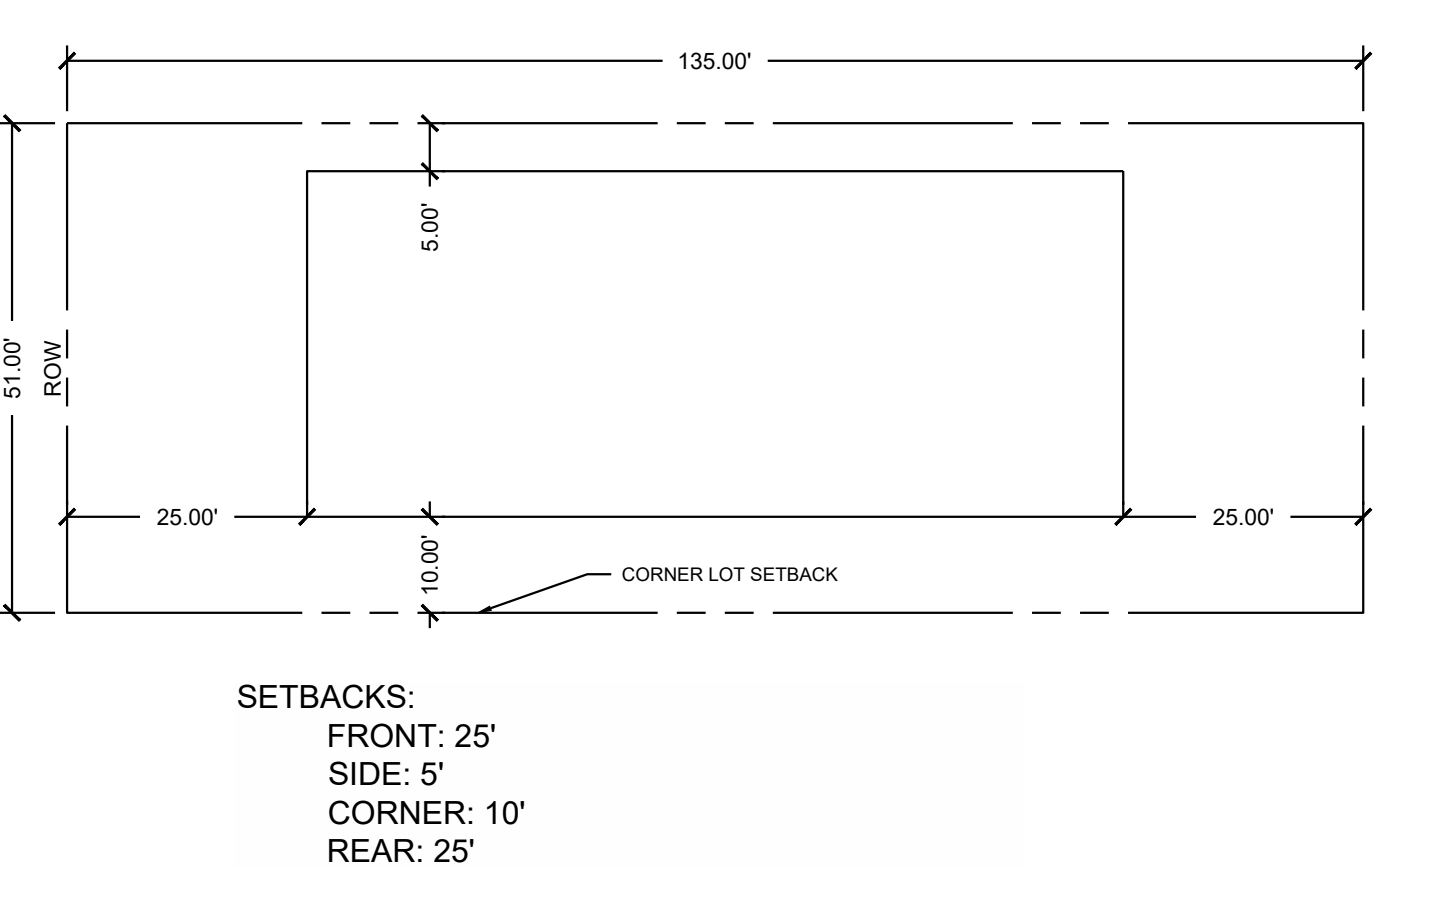 135.00'
5.00'
51.00'
ROW
25.00'
25.00'
10.00'
CORNER LOT SETBACK
SETBACKS:
FRONT: 25'
SIDE: 5'
CORNER: 10'
REAR: 25'